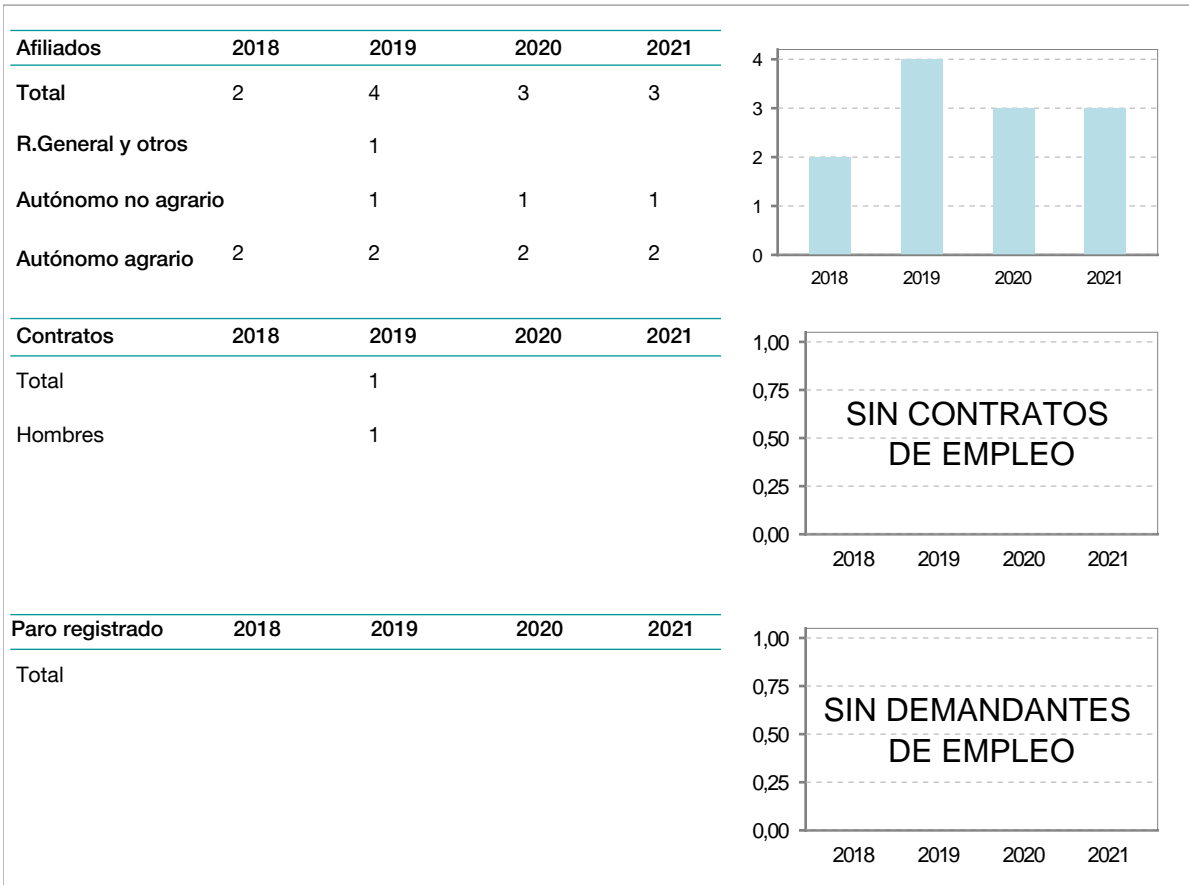 Afiliados 2018 2019 2020 2021
Total 2 4 3 3
R.General y otros 1
Autónomo no agrario 1 1 1
Autónomo agrario 2 2 2 2
4
3
2
1
0
2018 2019 2020 2021
Contratos 2018 2019 2020 2021
Total 1
Hombres 1
1,00
0,75
SIN CONTRATOS
0,50
DE EMPLEO
0,25
0,00
2018 2019 2020 2021
Paro registrado 2018 2019 2020 2021
Total
1,00
0,75
SIN DEMANDANTES
0,50
DE EMPLEO
0,25
0,00
2018 2019 2020 2021